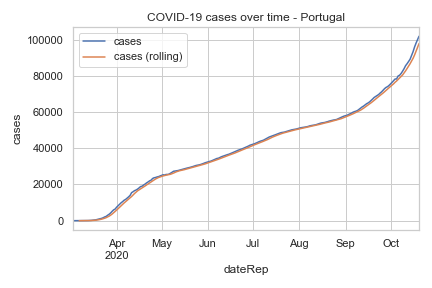 COVID-19 cases over time - Portugal
cases
cases (rolling)
100000
80000
60000
40000
20000
0
cases
Apr
2020
May
Jun
Jul
Aug
Sep
Oct
dateRep